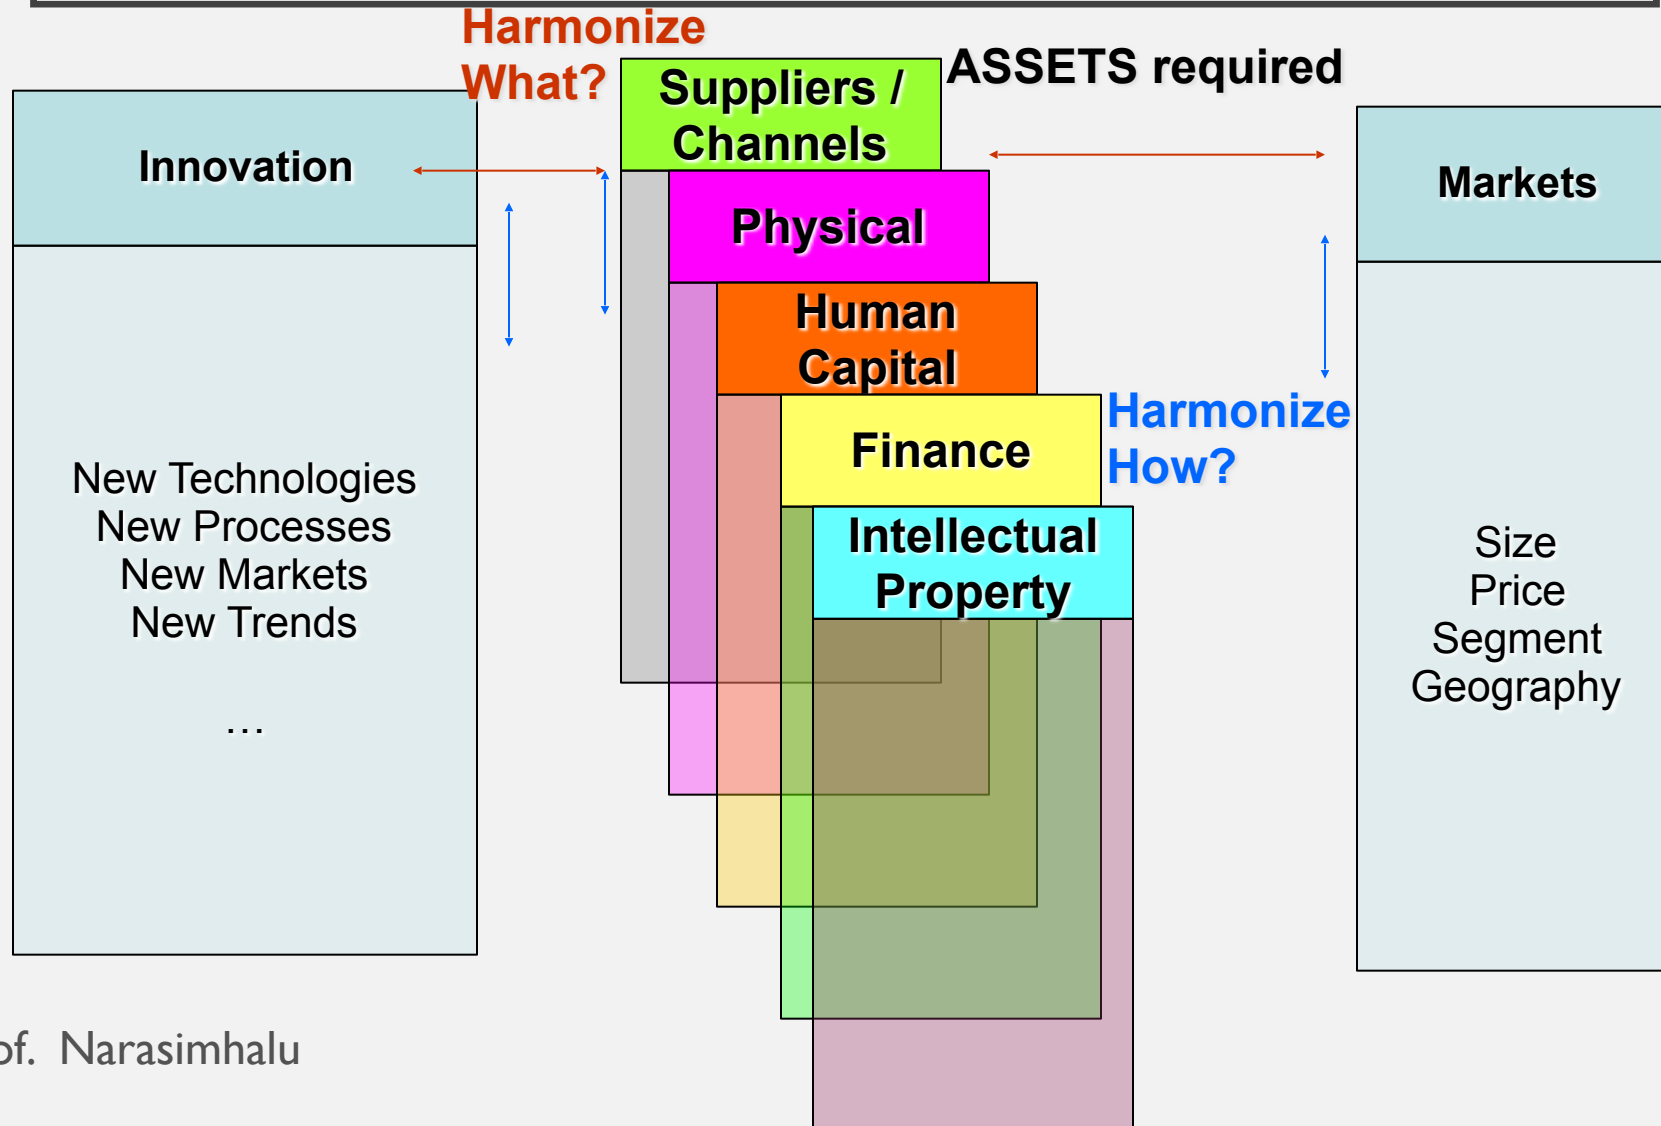 Harmonize
What?
ASSETS required
Suppliers /
Channels
Innovation
Markets
Physical
Human
Capital
Harmonize
How?
Finance
Intellectual
Property
New Technologies
New Processes
New Markets
New Trends
…
Size
Price
Segment
Geography
of. Narasimhalu